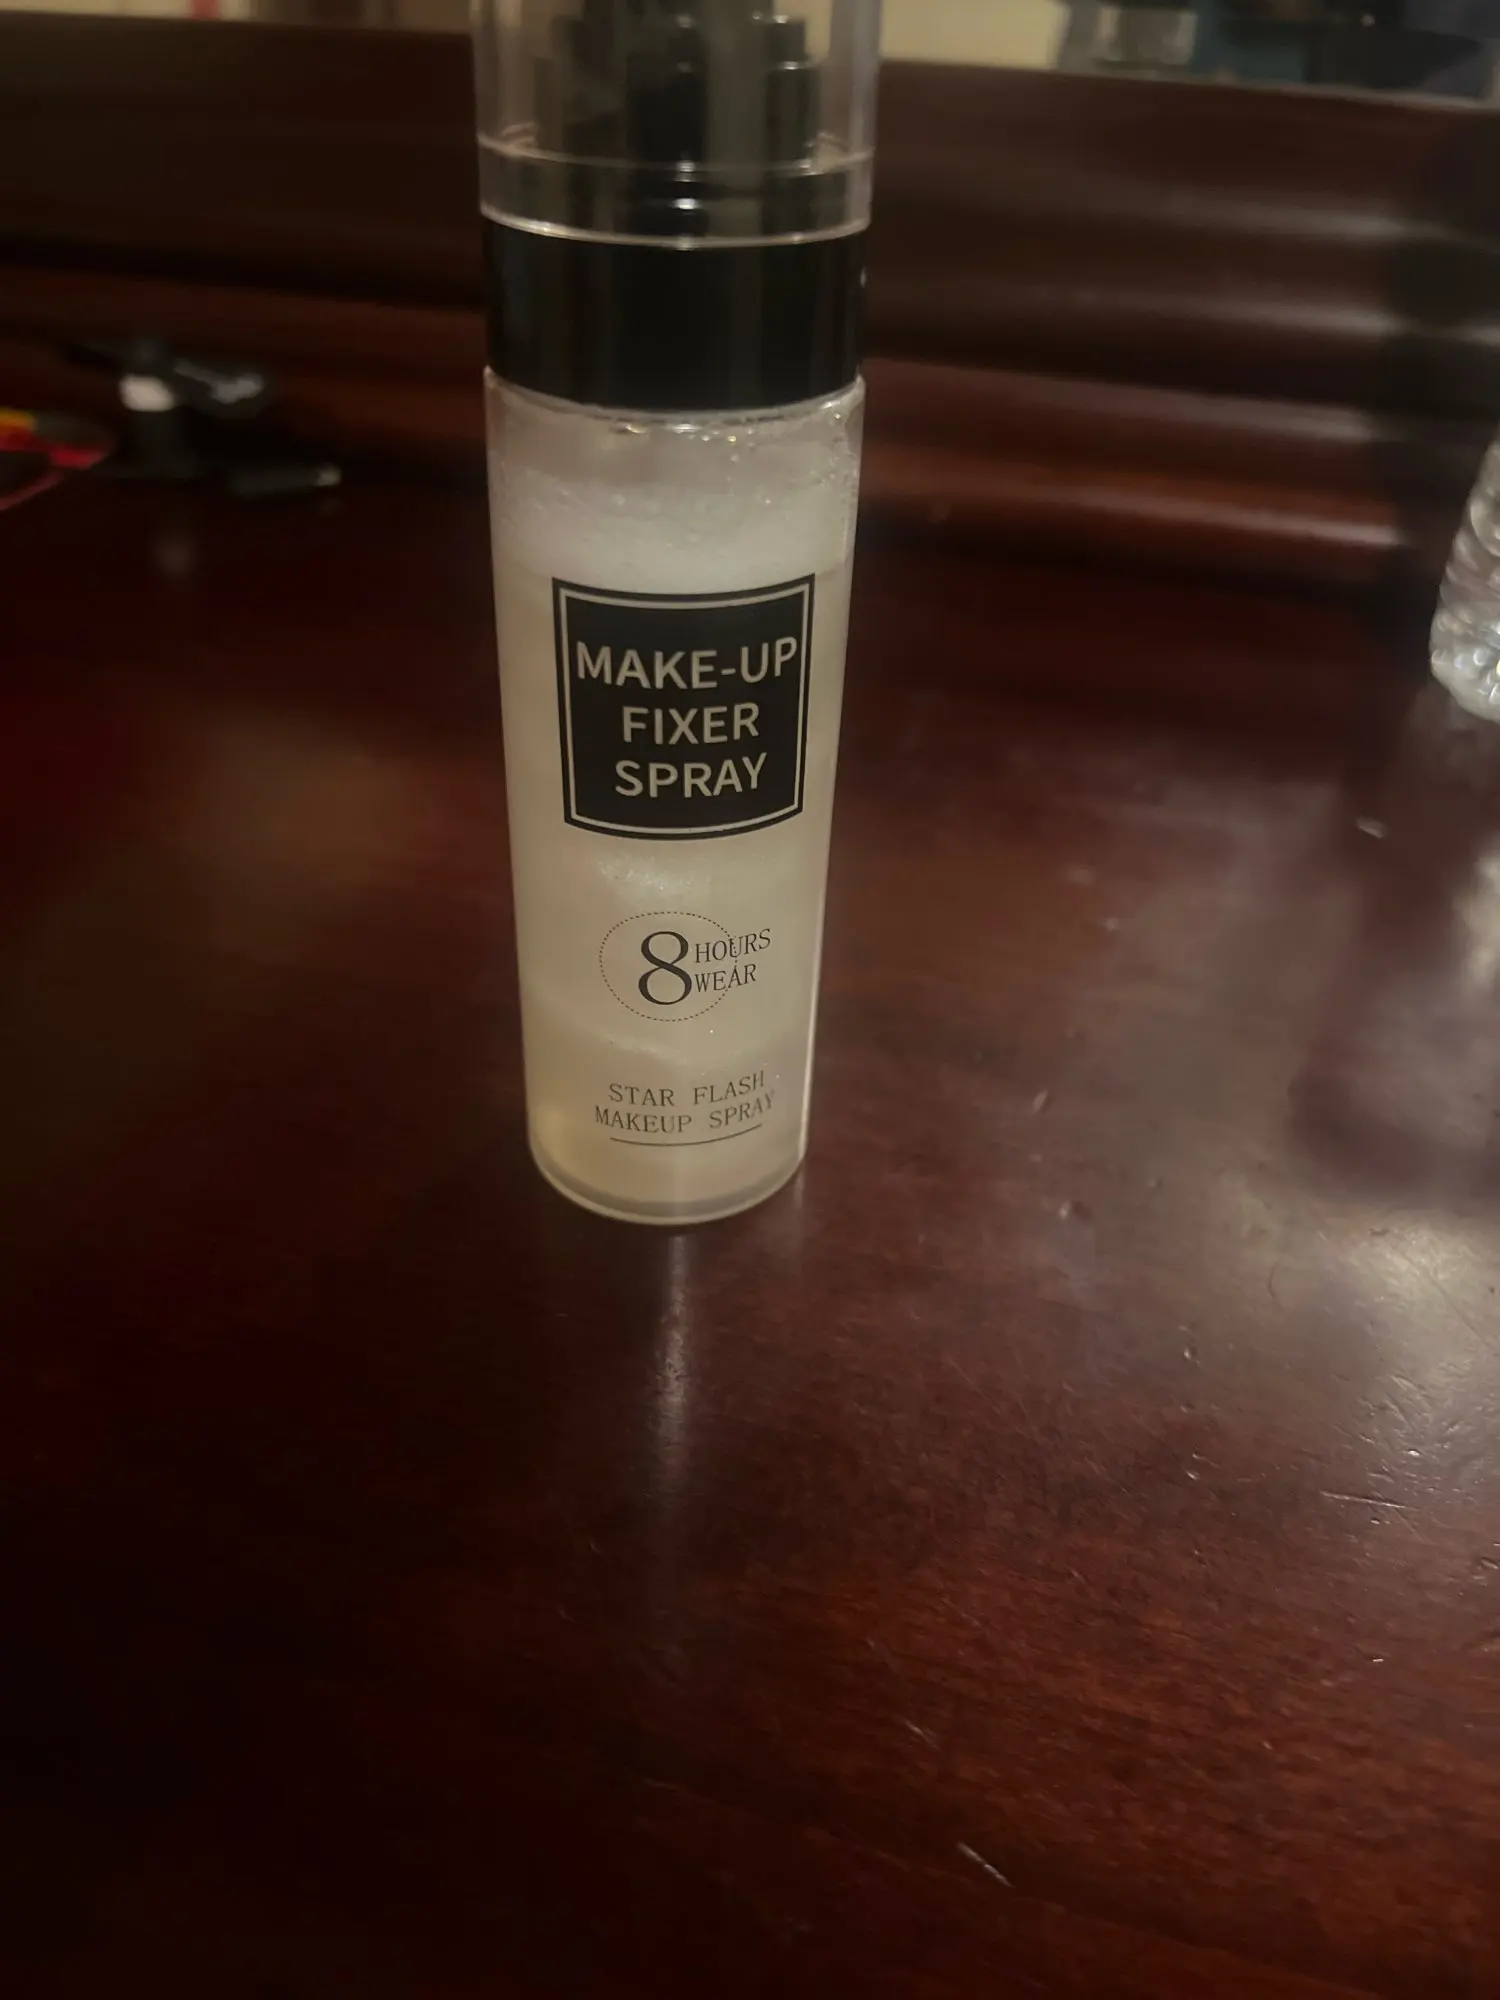 MAKE-UP
FIXER
SPRAY
8 HOURS
WEAR
STAR FLASH
MAKEUP SPRAY